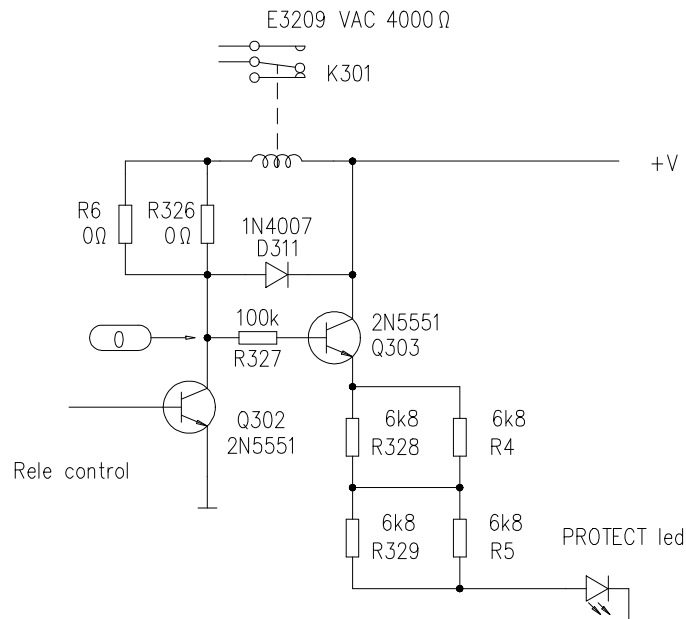 E3209 VAC 4000Ω
K301
+V
R6
0Ω
R326
0Ω
1N4007
D311
100k
R327
0
2N5551
Q303
Q302
2N5551
Rele control
6k8
R328
6k8
R4
6k8
R329
6k8
R5
PROTECT led